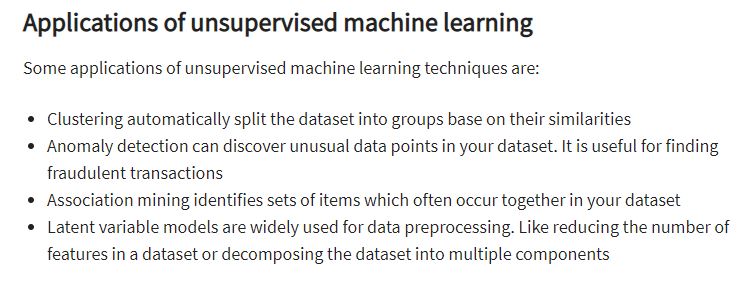 Applications of unsupervised machine learning
Some applications of unsupervised machine learning techniques are:
• Clustering automatically split the dataset into groups base on their similarities
• Anomaly detection can discover unusual data points in your dataset. It is useful for finding
fraudulent transactions
• Association mining identifies sets of items which often occur together in your dataset
• Latent variable models are widely used for data preprocessing. Like reducing the number of
features in a dataset or decomposing the dataset into multiple components